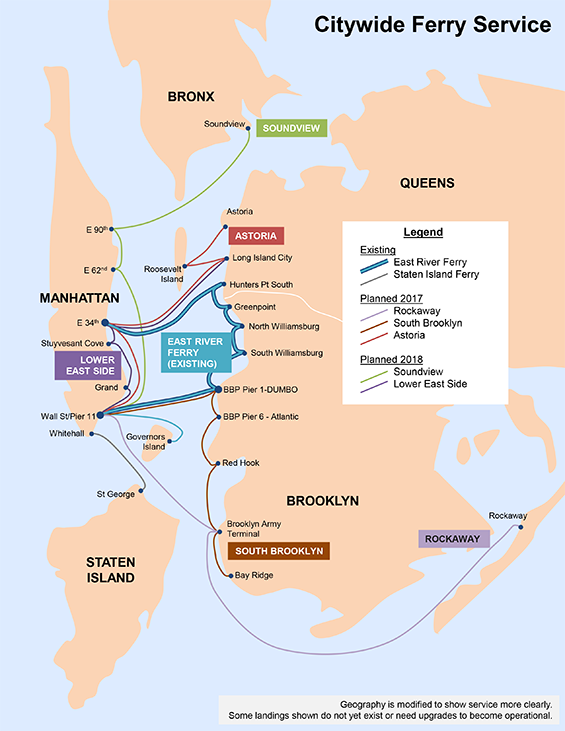 Citywide Ferry Service
BRONX
Soundview
SOUNDVIEW
QUEENS
Astoria
ASTORIA
E 90th
Long Island City
E 62nd
Roosevelt
Island
Hunters Pt South
MANHATTAN
Greenpoint
E 34th
North Williamsburg
Stuyvesant Cove
EAST RIVER
FERRY
(EXISTING)
South Williamsburg
LOWER
EAST SIDE
Grand
BBP Pier 1-DUMBO
Wall St/Pier 11
BBP Pier 6 - Atlantic
Whitehall
Governors
Island
Red Hook
St George
BROOKLYN
Rockaway
Brooklyn Army
Terminal
ROCKAWAY
SOUTH BROOKLYN
STATEN
ISLAND
Bay Ridge
Legend
Existing
East River Ferry
Staten Island Ferry
Planned 2017
Rockaway
South Brooklyn
Astoria
Planned 2018
Soundview
Lower East Side
Geography is modified to show service more clearly.
Some landings shown do not yet exist or need upgrades to become operational.